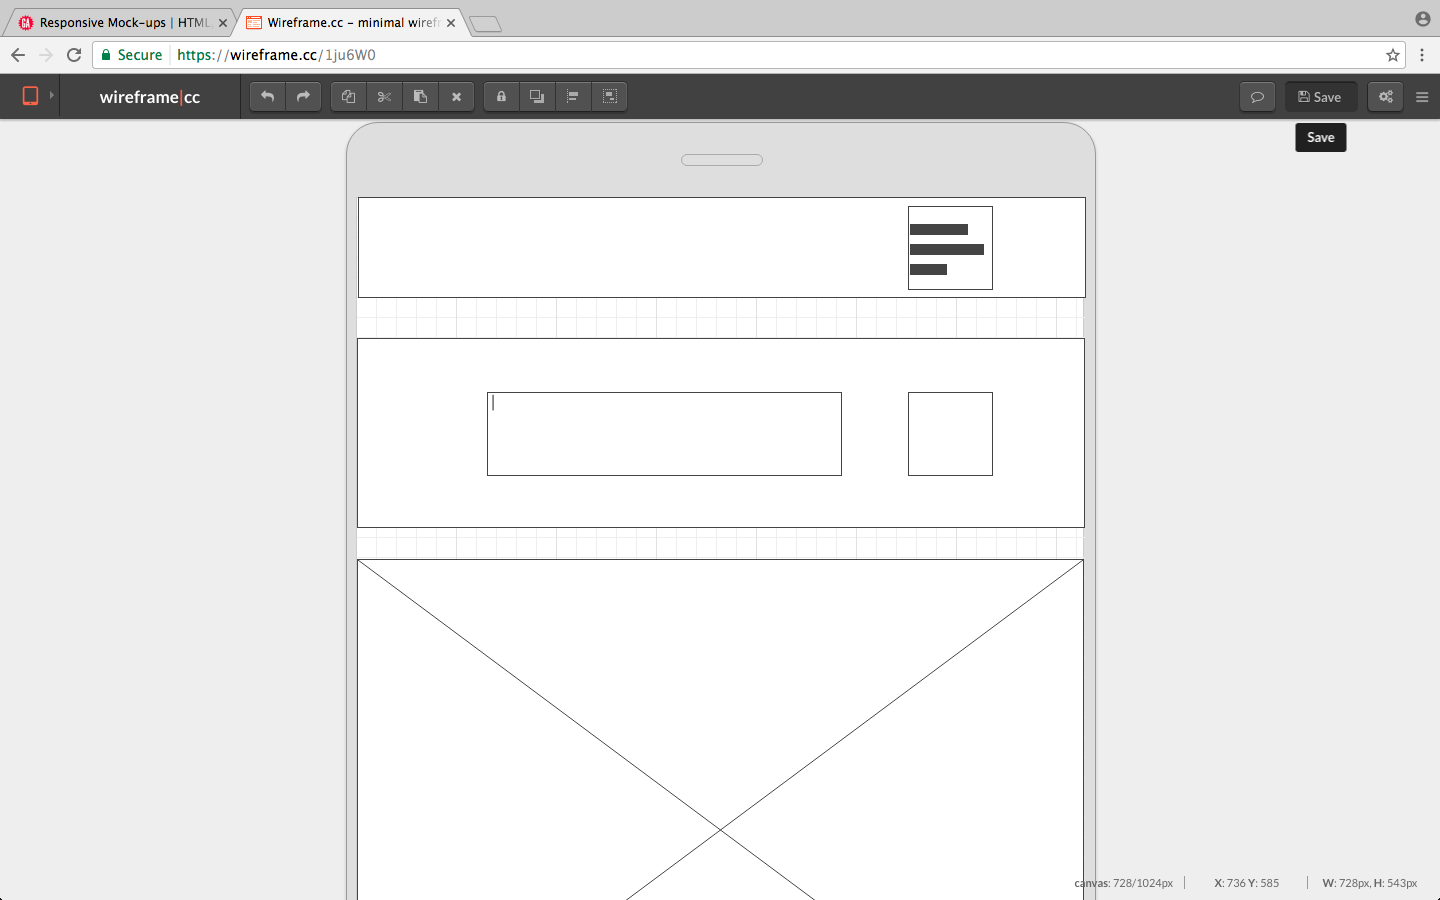 Responsive Mock-ups | HTML
Wireframe.cc – minimal wirefr
Secure https://wireframe.cc/1ju6W0
wireframe|cc
Save
Save
canvas: 728/1024px X: 736 Y: 585 W: 728px, H: 543px